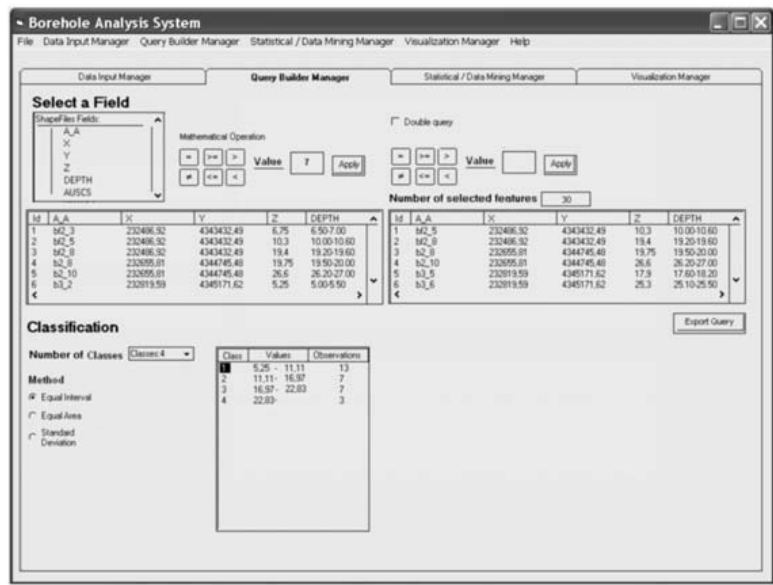 Borehole Analysis System
File Data Input Manager Query Builder Manager Statistical / Data Mining Manager Visualization Manager Help
Data Input Manager Query Builder Manager Statistical / Data Mining Manager Visualization Manager
Select a Field
ShapeFiles Fields:
A_A
X
Y
Z
DEPTH
AUSCS
Mathematical Operation
= >= > Value 7 Apply
≠ <= <
Double query
= >= > Value Apply
≠ <= <
Number of selected features 30
Id A_A X Y Z DEPTH
1 bl2_3 232486,92 4343432,49 6,75 6.50-7.00
2 bl2_5 232486,92 4343432,49 10,3 10.00-10.60
3 bl2_8 232486,92 4343432,49 19,4 19.20-19.60
4 b2_8 232655,81 4344745,48 19,75 19.50-20.00
5 b2_10 232655,81 4344745,48 26,6 26.20-27.00
6 b3_2 232819,59 4345171,62 5,25 5.00-5.50
Id A_A X Y Z DEPTH
1 bl2_5 232486,92 4343432,49 10,3 10.00-10.60
2 bl2_8 232486,92 4343432,49 19,4 19.20-19.60
3 b2_8 232655,81 4344745,48 19,75 19.50-20.00
4 b2_10 232655,81 4344745,48 26,6 26.20-27.00
5 b3_5 232819,59 4345171,62 17,9 17.60-18.20
6 b3_6 232819,59 4345171,62 25,3 25.10-25.50
Export Query
Classification
Number of Classes Classes:4
Method
Equal Interval
Equal Area
Standard
Deviation
Class Values Observations
1 5,25 - 11,11 13
2 11,11- 16,97 7
3 16,97- 22,83 7
4 22,83- 3